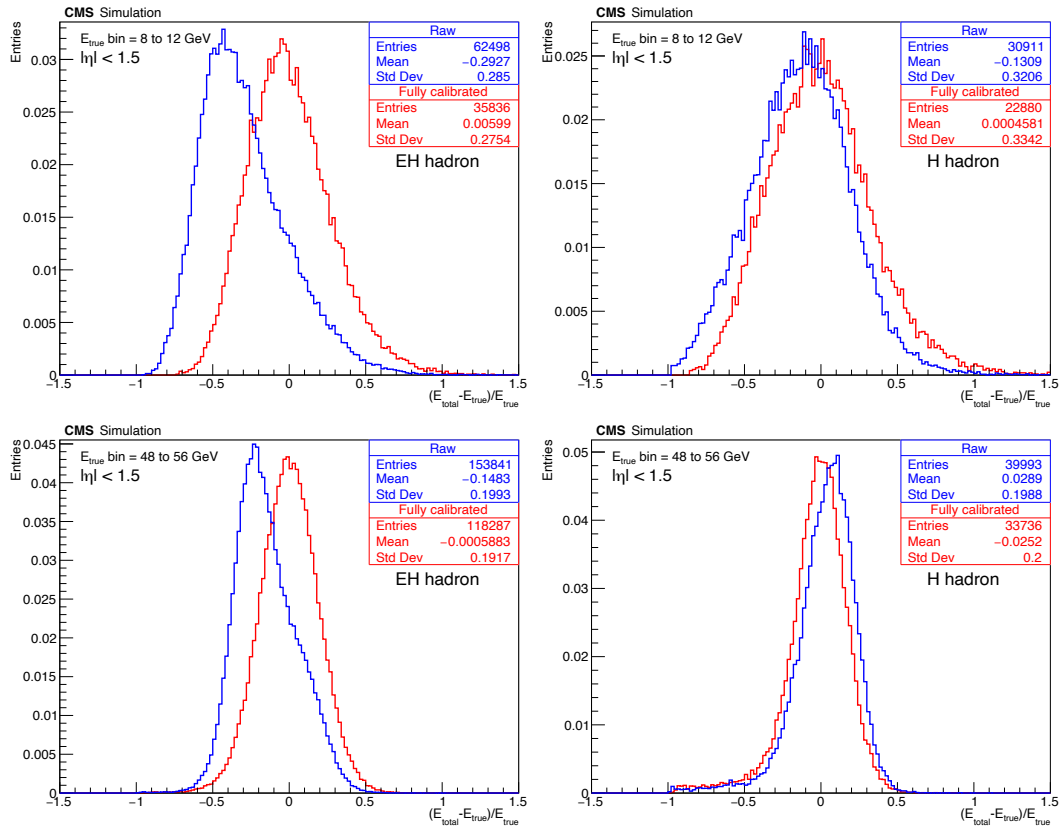 CMS Simulation
Entries
E_true bin = 8 to 12 GeV
|η| < 1.5
Raw
Entries 62498
Mean −0.2927
Std Dev 0.285
Fully calibrated
Entries 35836
Mean 0.00599
Std Dev 0.2754
EH hadron
0.03
0.025
0.02
0.015
0.01
0.005
0
−1.5 −1 −0.5 0 0.5 1 1.5
(E_total-E_true)/E_true
CMS Simulation
Entries
E_true bin = 8 to 12 GeV
|η| < 1.5
Raw
Entries 30911
Mean −0.1309
Std Dev 0.3206
Fully calibrated
Entries 22880
Mean 0.0004581
Std Dev 0.3342
H hadron
0.025
0.02
0.015
0.01
0.005
0
−1.5 −1 −0.5 0 0.5 1 1.5
(E_total-E_true)/E_true
CMS Simulation
Entries
E_true bin = 48 to 56 GeV
|η| < 1.5
Raw
Entries 153841
Mean −0.1483
Std Dev 0.1993
Fully calibrated
Entries 118287
Mean −0.0005883
Std Dev 0.1917
EH hadron
0.045
0.04
0.035
0.03
0.025
0.02
0.015
0.01
0.005
0
−1.5 −1 −0.5 0 0.5 1 1.5
(E_total-E_true)/E_true
CMS Simulation
Entries
E_true bin = 48 to 56 GeV
|η| < 1.5
Raw
Entries 39993
Mean 0.0289
Std Dev 0.1988
Fully calibrated
Entries 33736
Mean −0.0252
Std Dev 0.2
H hadron
0.05
0.04
0.03
0.02
0.01
0
−1.5 −1 −0.5 0 0.5 1 1.5
(E_total-E_true)/E_true